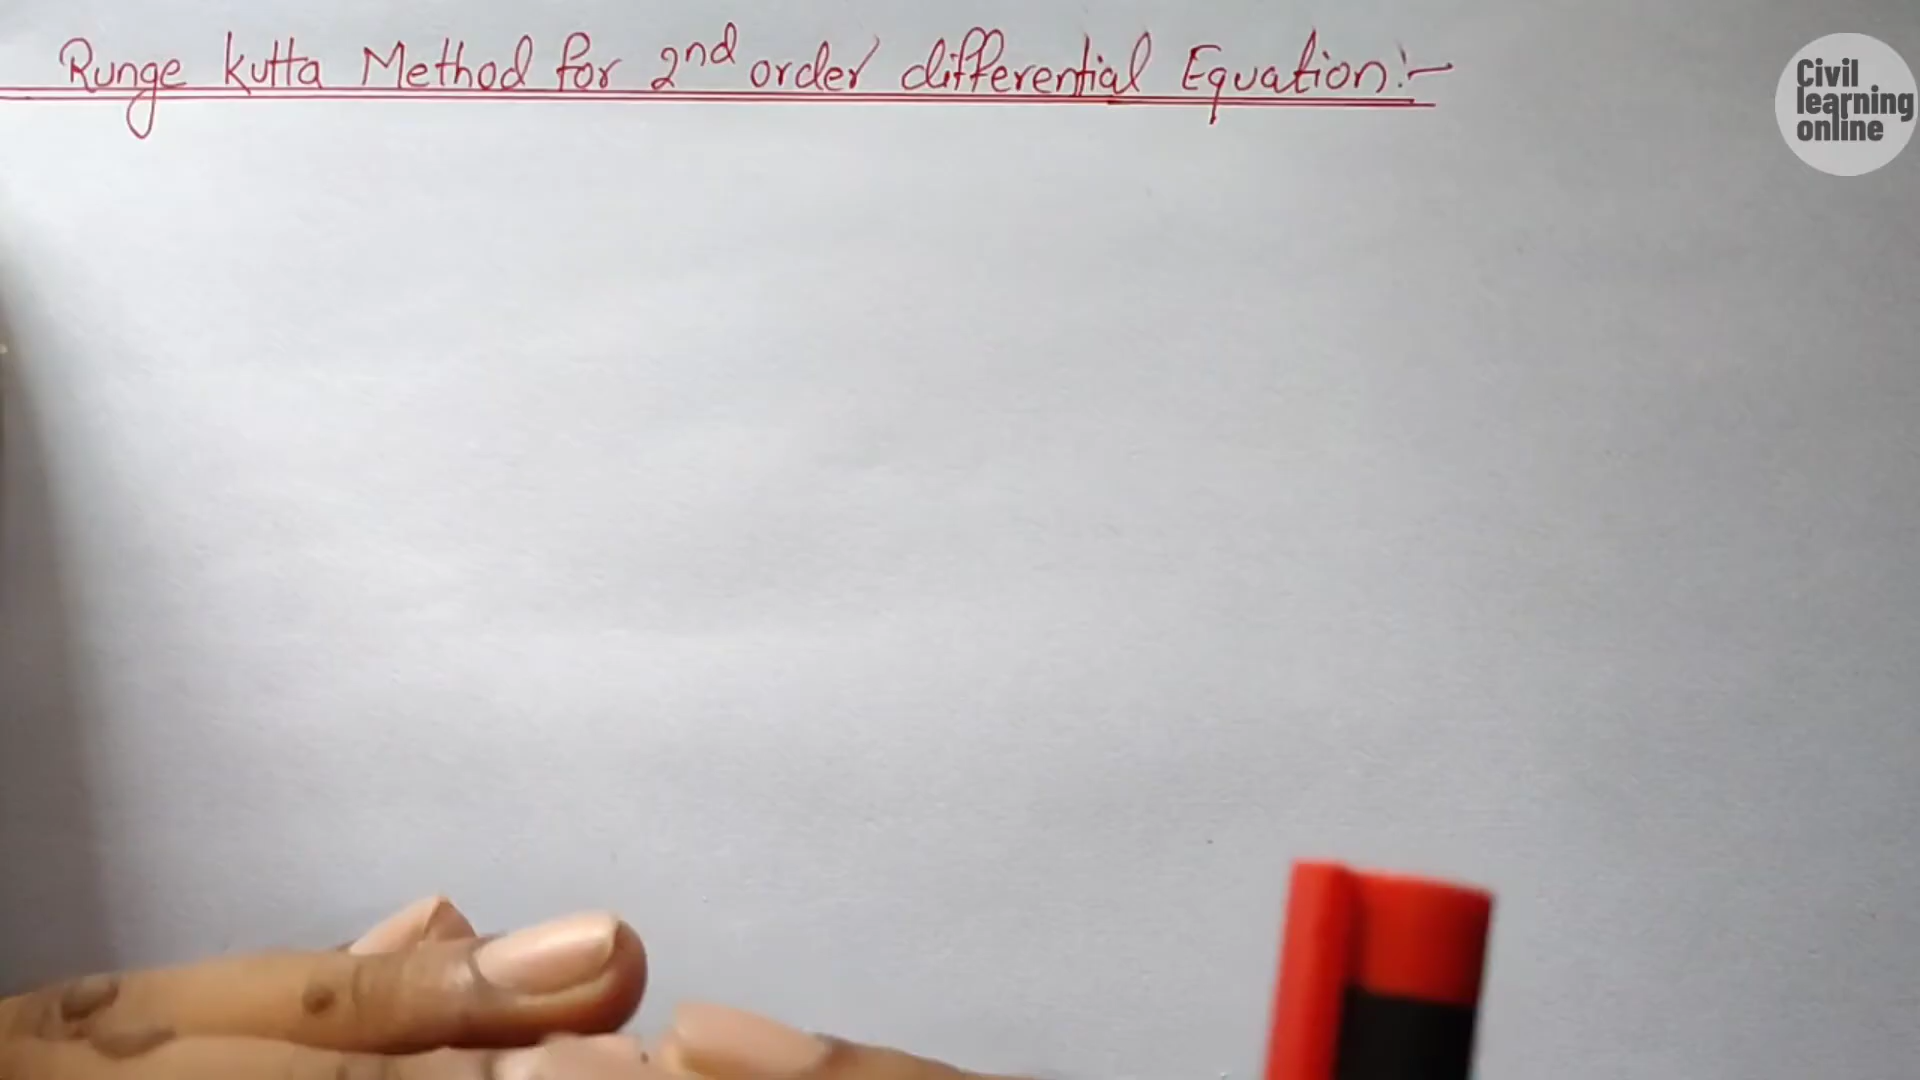 Runge kutta Method for 2nd order differential Equation:-
Civil
learning
online